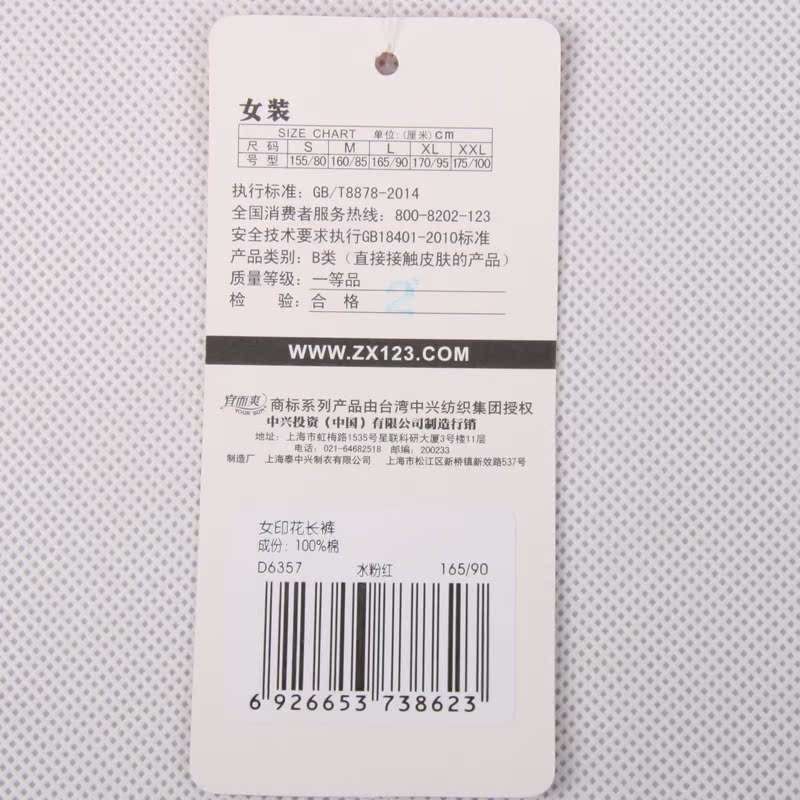 女装
SIZE CHART 单位:(厘米)cm
尺 码 S M L XL XXL
号 型 155/80 160/85 165/90 170/95 175/100
执行标准: GB/T8878-2014
全国消费者服务热线: 800-8202-123
安全技术要求执行GB18401-2010标准
产品类别: B类(直接接触皮肤的产品)
质量等级: 一等品
检 验: 合 格 2
WWW.ZX123.COM
宜而爽 商标系列产品由台湾中兴纺织集团授权
YOUR SUN
中兴投资(中国)有限公司制造行销
地址: 上海市虹梅路1535号星联科研大厦3号楼11层
电话: 021-64682518 邮编: 200233
制造厂 上海泰中兴制衣有限公司 上海市松江区新桥镇新效路537号
女印花长裤
成份: 100%棉
D6357 水粉红 165/90
6 926653 738623